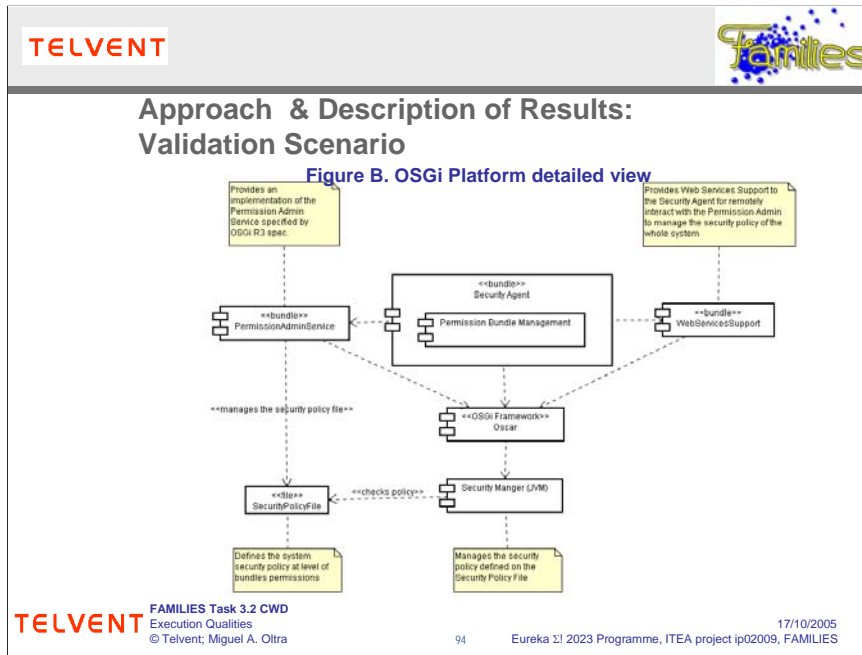 TELVENT
Families
Approach & Description of Results:
Validation Scenario
Figure B. OSGi Platform detailed view
Provides an
implementation of the
Permission Admin
Service specified by
OSGi R3 spec.
Provides Web Services Support to
the Security Agent for remotely
interact with the Permission Admin
to manage the security policy of the
whole system
<<bundle>>
Security Agent
Permission Bundle Management
<<bundle>>
PermissionAdminService
<<bundle>>
WebServicesSupport
<<manages the security policy file>>
<<OSGi Framework>>
Oscar
<<file>>
SecurityPolicyFile
<<checks policy>>
Security Manger (JVM)
Defines the system
security policy at level of
bundles permissions
Manages the security
policy defined on the
Security Policy File
TELVENT
FAMILIES Task 3.2 CWD
Execution Qualities
© Telvent; Miguel A. Oltra
94
17/10/2005
Eureka Σ! 2023 Programme, ITEA project ip02009, FAMILIES